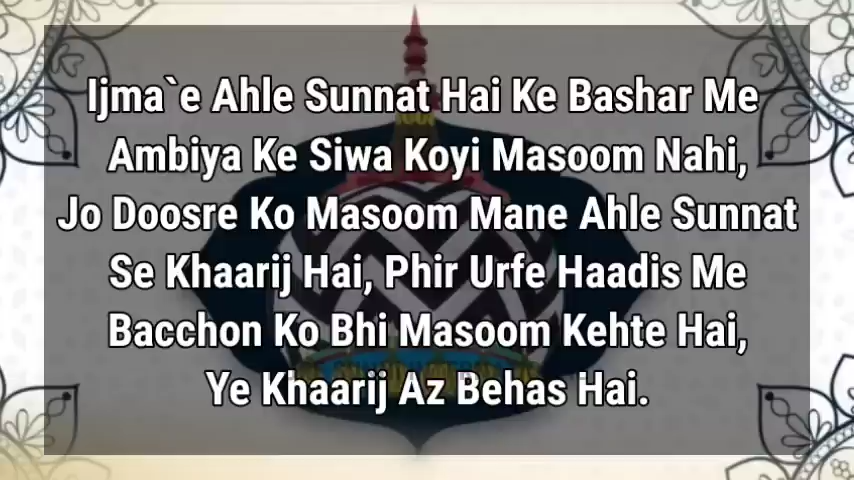 Ijma`e Ahle Sunnat Hai Ke Bashar Me
Ambiya Ke Siwa Koyi Masoom Nahi,
Jo Doosre Ko Masoom Mane Ahle Sunnat
Se Khaarij Hai, Phir Urfe Haadis Me
Bacchon Ko Bhi Masoom Kehte Hai,
Ye Khaarij Az Behas Hai.